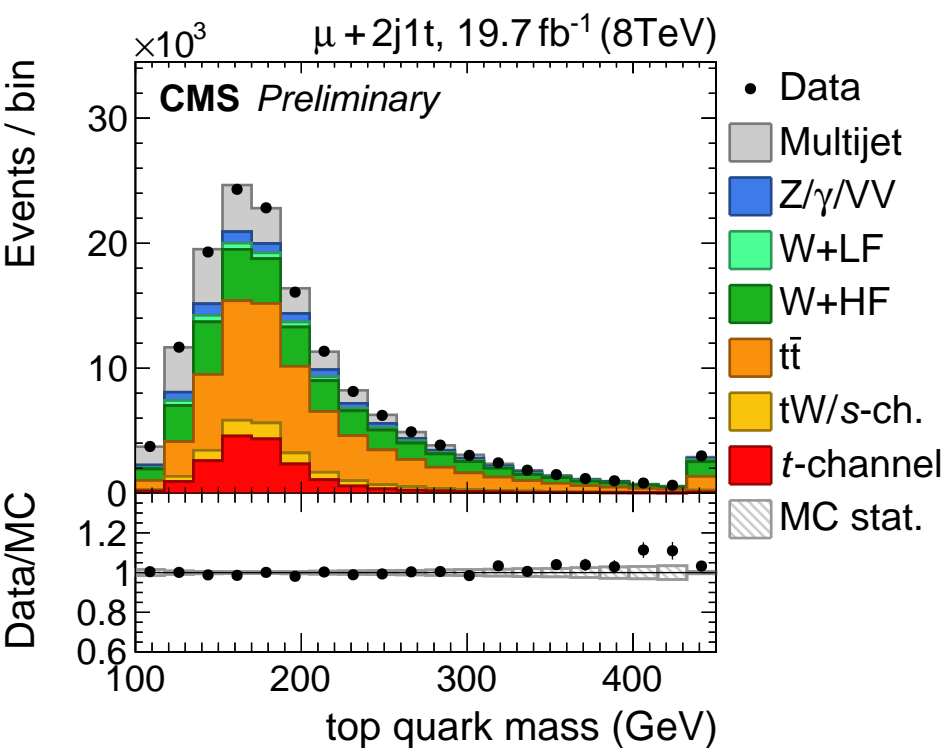 ×10³ μ + 2j1t, 19.7 fb⁻¹ (8TeV)
CMS Preliminary
Events / bin
30
20
10
0
Data
Multijet
Z/γ/VV
W+LF
W+HF
tt̄
tW/s-ch.
t-channel
MC stat.
Data/MC
1.2
1
0.8
0.6
100 200 300 400
top quark mass (GeV)